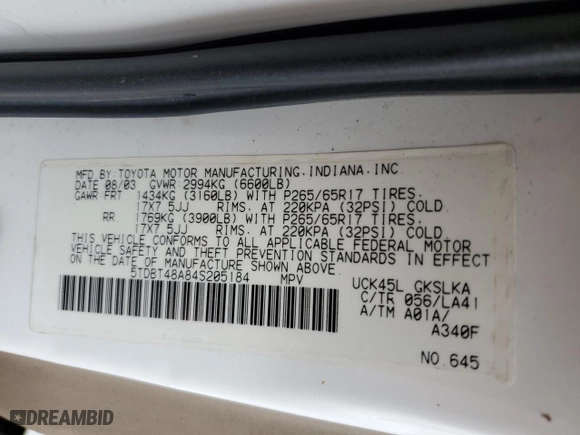 MFD.BY:TOYOTA MOTOR MANUFACTURING.INDIANA.INC.
DATE 08/03 GVWR:2994KG (6600LB)
GAWR:FRT 1434KG (3160LB) WITH P265/65R17 TIRES.
17X7 5JJ RIMS. AT 220KPA (32PSI) COLD.
RR 1769KG (3900LB) WITH P265/65R17 TIRES.
17X7 5JJ RIMS. AT 220KPA (32PSI) COLD.
THIS VEHICLE CONFORMS TO ALL APPLICABLE FEDERAL MOTOR
VEHICLE SAFETY AND THEFT PREVENTION STANDARDS IN EFFECT
ON THE DATE OF MANUFACTURE SHOWN ABOVE.
5TDBT48A84S205184 MPV
UCK45L GKSLKA
C/TR 056/LA41
A/TM A01A/
A340F
NO.645
DREAMBID